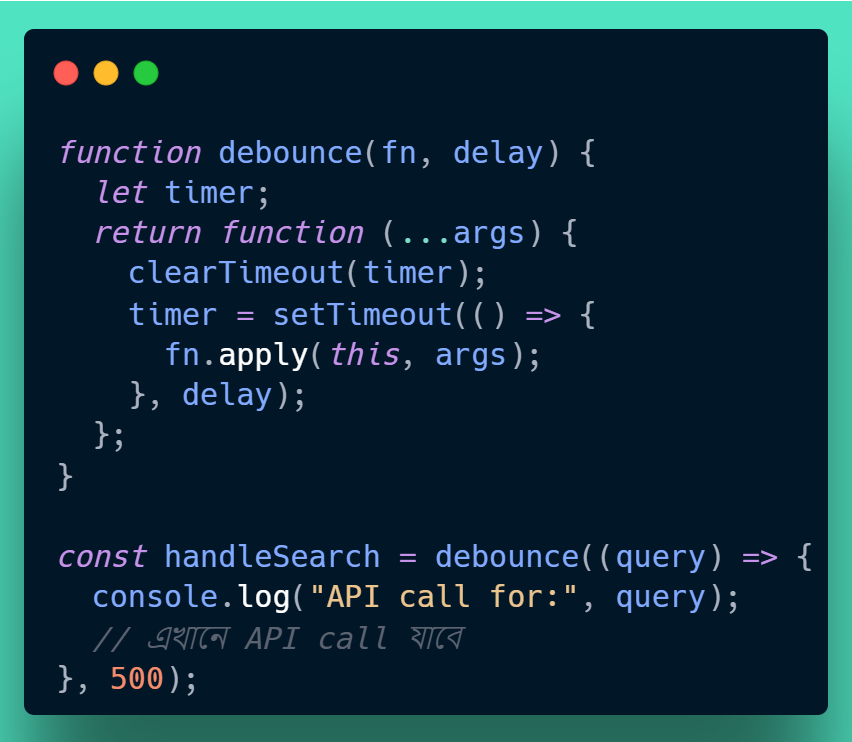 function debounce(fn, delay) {
  let timer;
  return function (...args) {
    clearTimeout(timer);
    timer = setTimeout(() => {
      fn.apply(this, args);
    }, delay);
  };
}

const handleSearch = debounce((query) => {
  console.log("API call for:", query);
  // এখানে API call যাবে
}, 500);